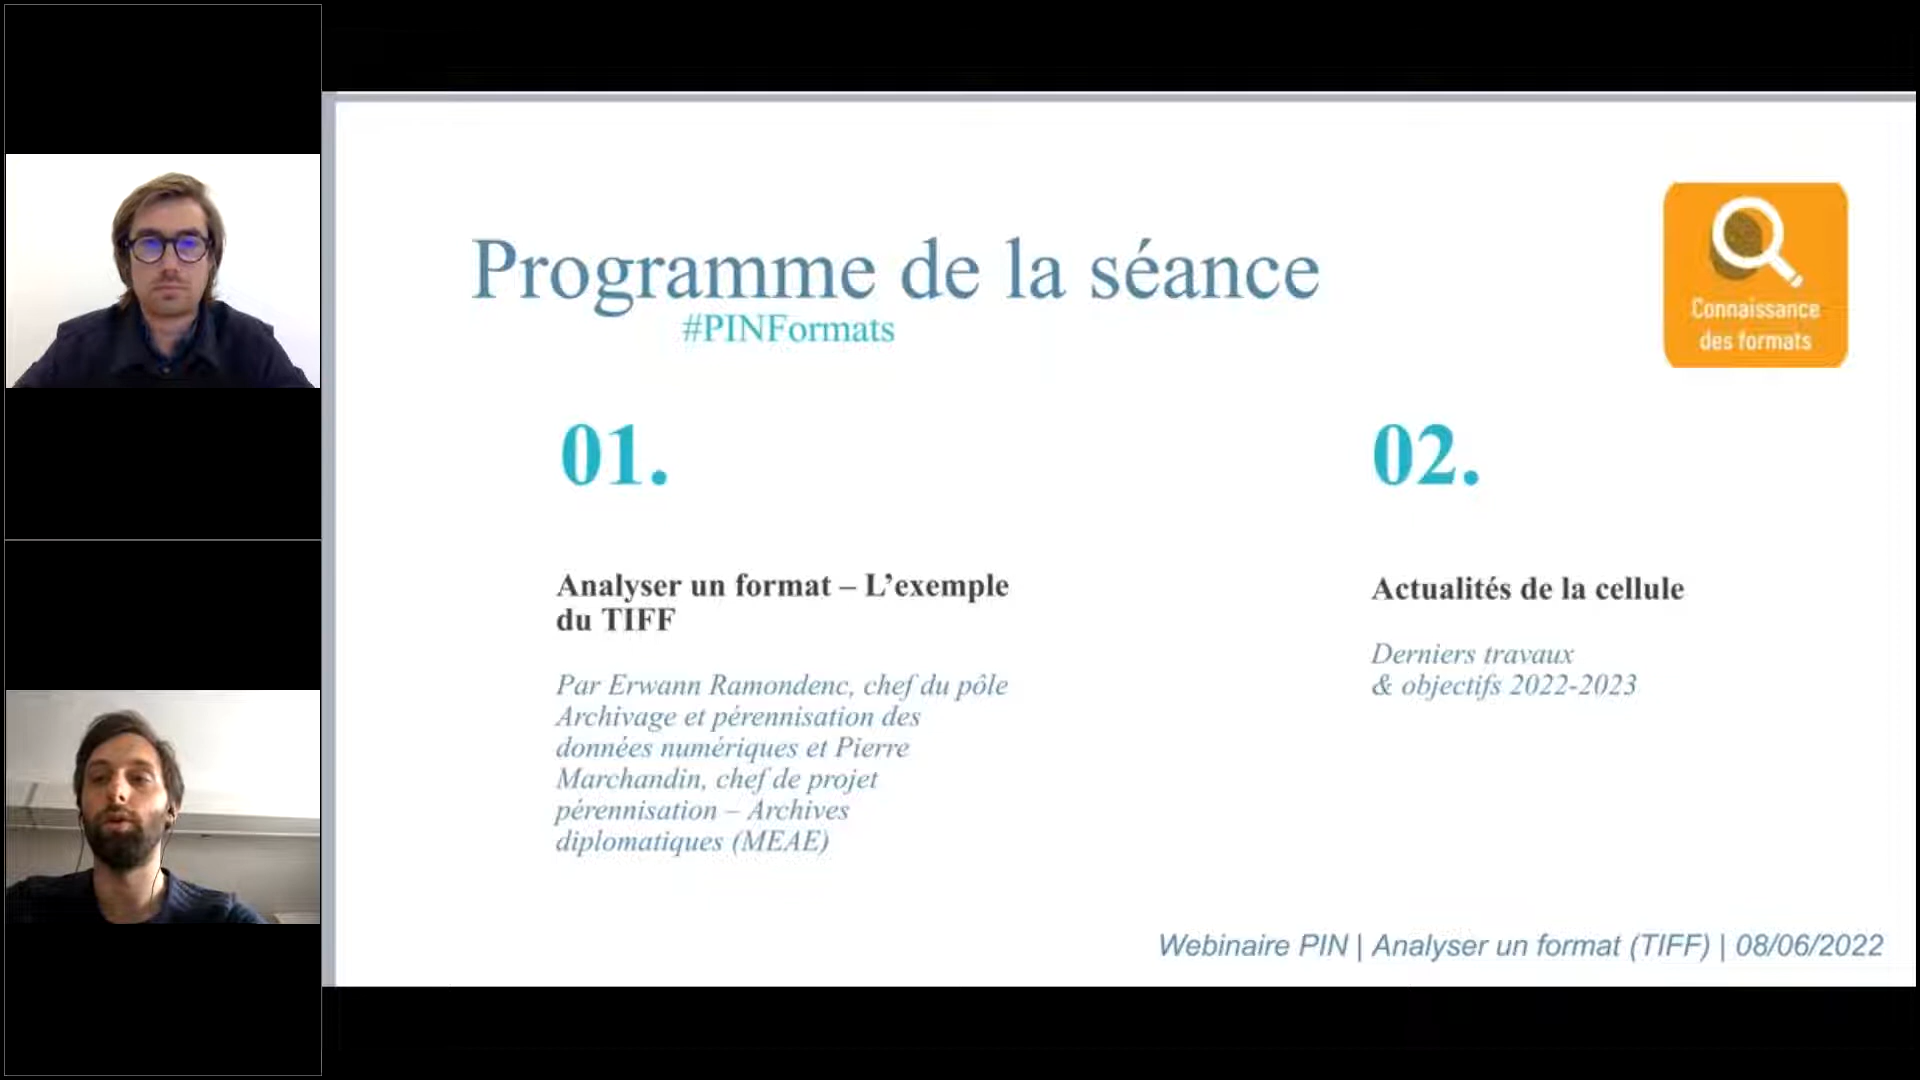 Programme de la séance
#PINFormats
Connaissance
des formats
01.
Analyser un format – L’exemple
du TIFF
Par Erwann Ramondenc, chef du pôle
Archivage et pérennisation des
données numériques et Pierre
Marchandin, chef de projet
pérennisation – Archives
diplomatiques (MEAE)
02.
Actualités de la cellule
Derniers travaux
& objectifs 2022-2023
Webinaire PIN | Analyser un format (TIFF) | 08/06/2022